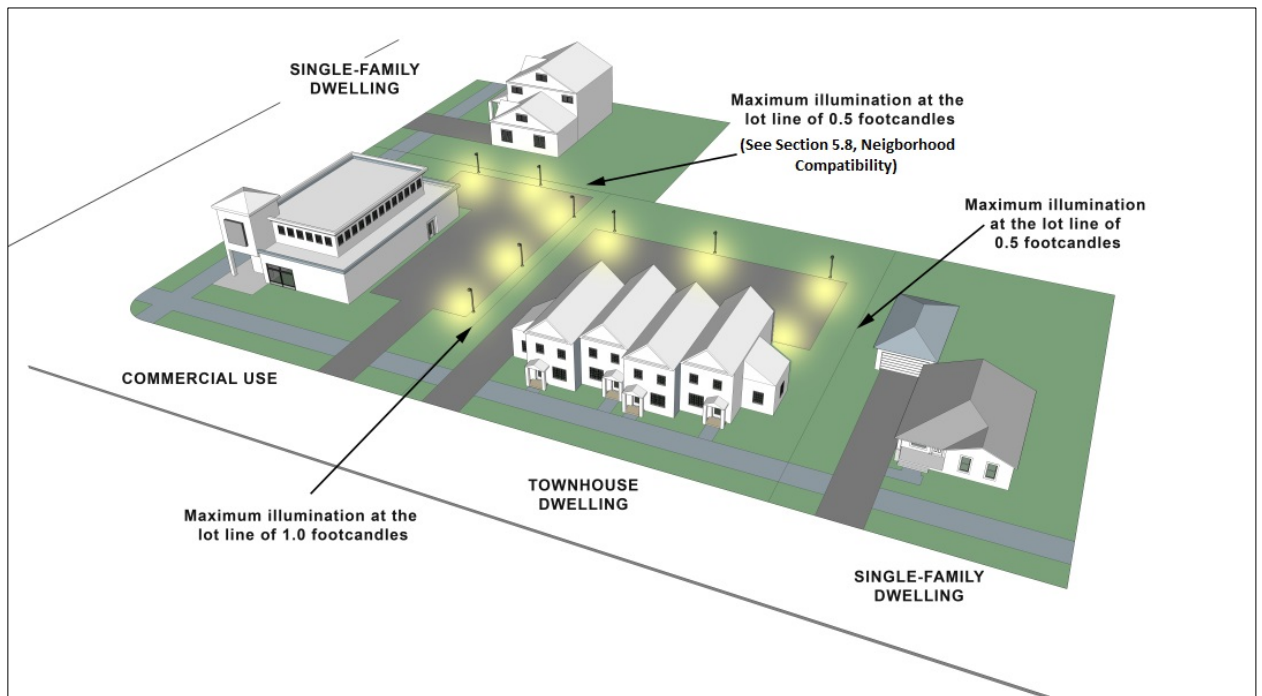 SINGLE-FAMILY
DWELLING
Maximum illumination at the
lot line of 0.5 footcandles
(See Section 5.8, Neigborhood
Compatibility)
Maximum illumination
at the lot line of
0.5 footcandles
COMMERCIAL USE
TOWNHOUSE
DWELLING
Maximum illumination at the
lot line of 1.0 footcandles
SINGLE-FAMILY
DWELLING